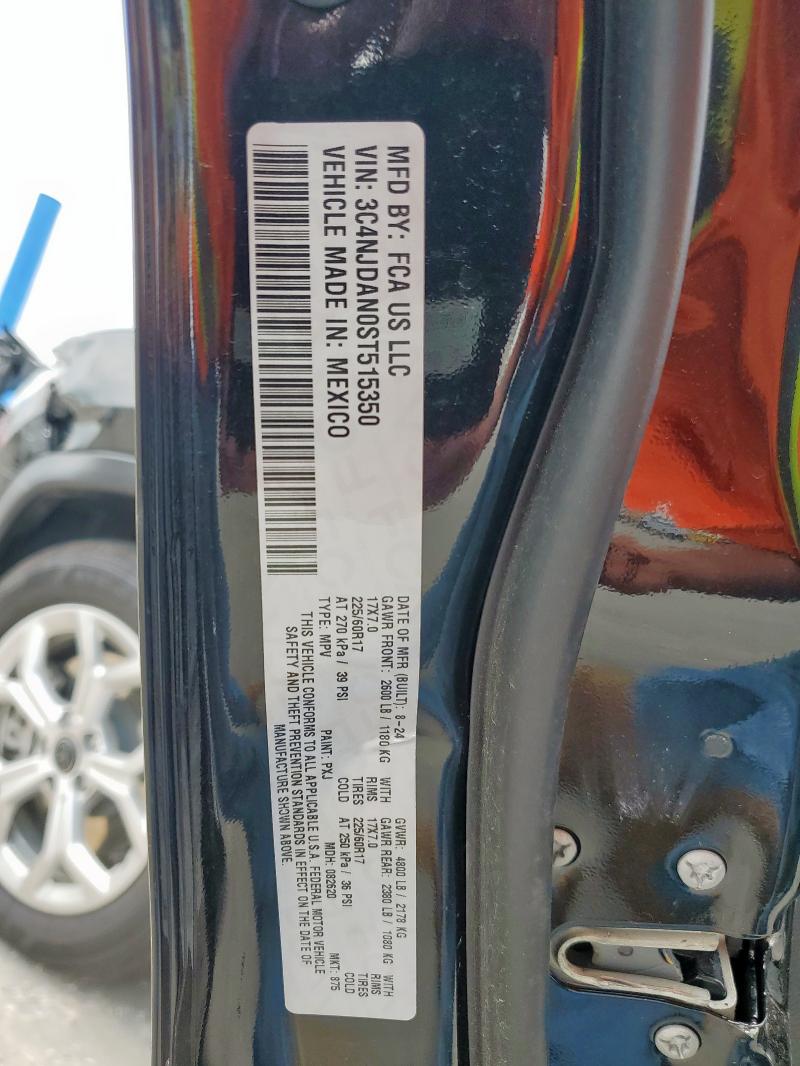 MFD BY: FCA US LLC
VIN: 3C4NJDAN0ST515350
VEHICLE MADE IN: MEXICO
DATE OF MFR (BUILT): 8-24 GVWR: 4800 LB / 2178 KG
GAWR FRONT: 2600 LB / 1180 KG WITH GAWR REAR: 2380 LB / 1080 KG WITH
17X7.0 RIMS 17X7.0 RIMS
225/60R17 TIRES 225/60R17 TIRES
AT 270 kPa / 39 PSI COLD AT 250 kPa / 36 PSI COLD
TYPE: MPV PAINT: PXJ MDH: 082620 MKT: 875
THIS VEHICLE CONFORMS TO ALL APPLICABLE U.S.A. FEDERAL MOTOR VEHICLE
SAFETY AND THEFT PREVENTION STANDARDS IN EFFECT ON THE DATE OF
MANUFACTURE SHOWN ABOVE.